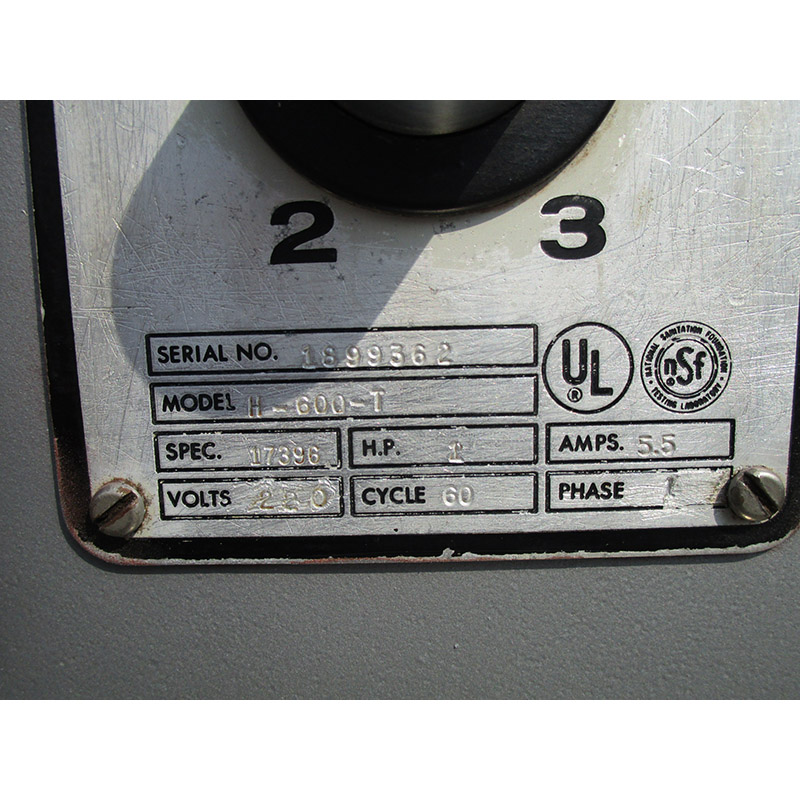 2 3
SERIAL NO. 1899362
MODEL H-600-T
UL ®
NATIONAL SANITATION FOUNDATION
nsf ®
TESTING LABORATORY
SPEC. 17396 H.P. 1 AMPS. 5.5
VOLTS 220 CYCLE 60 PHASE 1